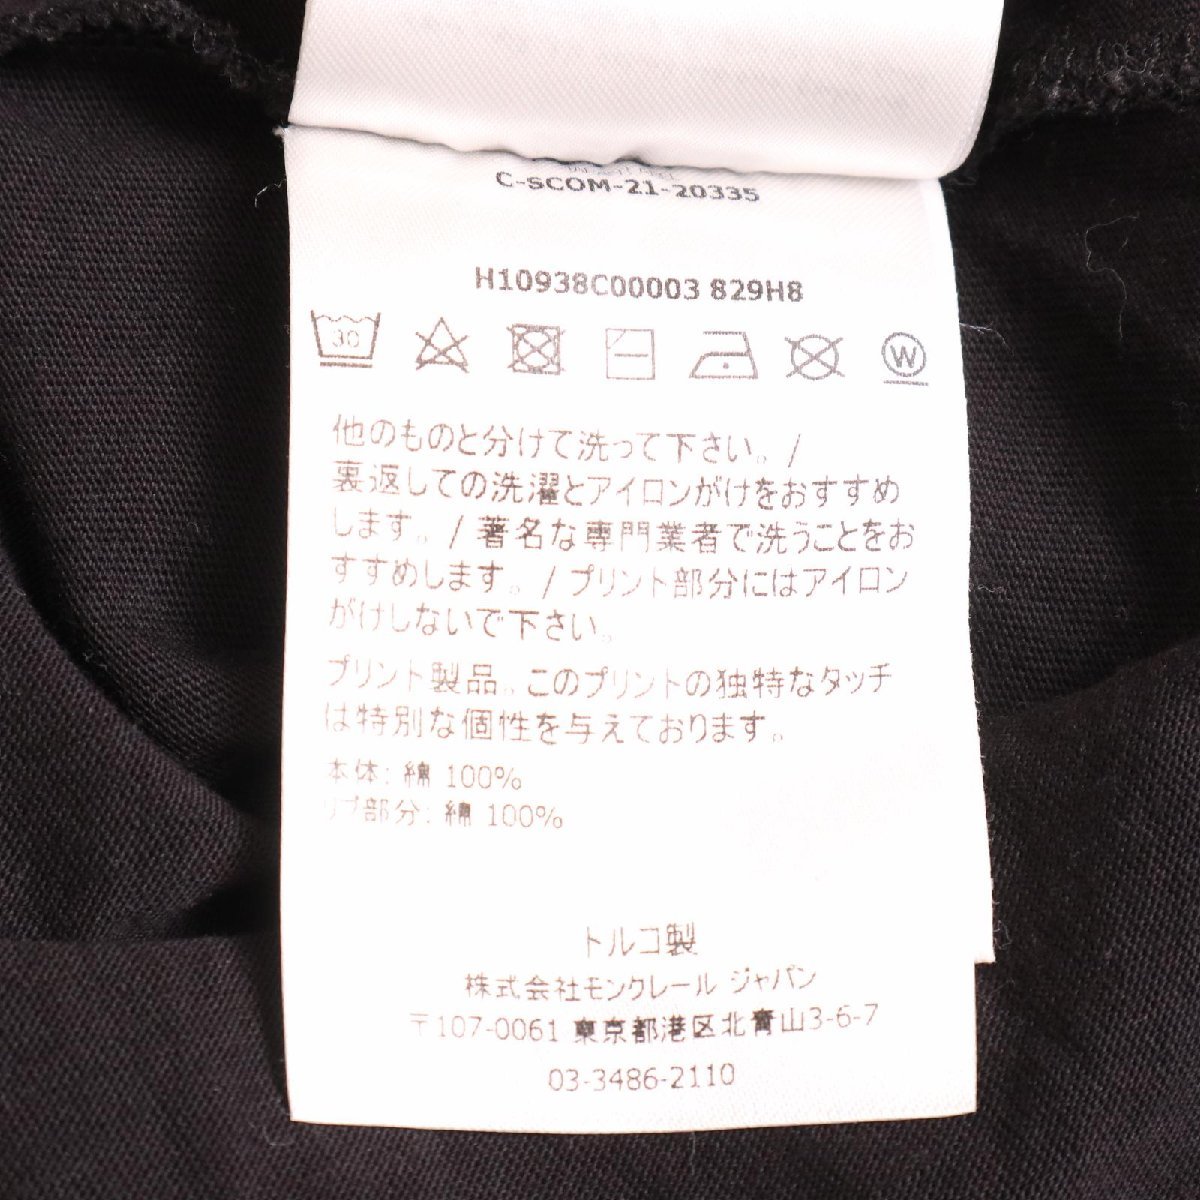 C-SCOM-21-20335
H10938C00003 829H8
30
W
他のものと分けて洗って下さい。/
裏返しての洗濯とアイロンがけをおすすめ
します。/ 著名な専門業者で洗うことをお
すすめします。/ プリント部分にはアイロン
がけしないで下さい。
プリント製品。このプリントの独特なタッチ
は特別な個性を与えております。
本体: 綿 100%
リブ部分: 綿 100%
トルコ製
株式会社モンクレール ジャパン
〒107-0061 東京都港区北青山3-6-7
03-3486-2110